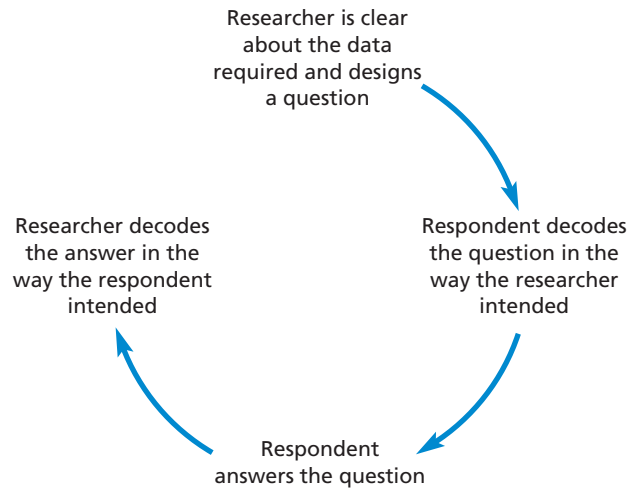 Researcher is clear
about the data
required and designs
a question
Respondent decodes
the question in the
way the researcher
intended
Respondent
answers the question
Researcher decodes
the answer in the
way the respondent
intended